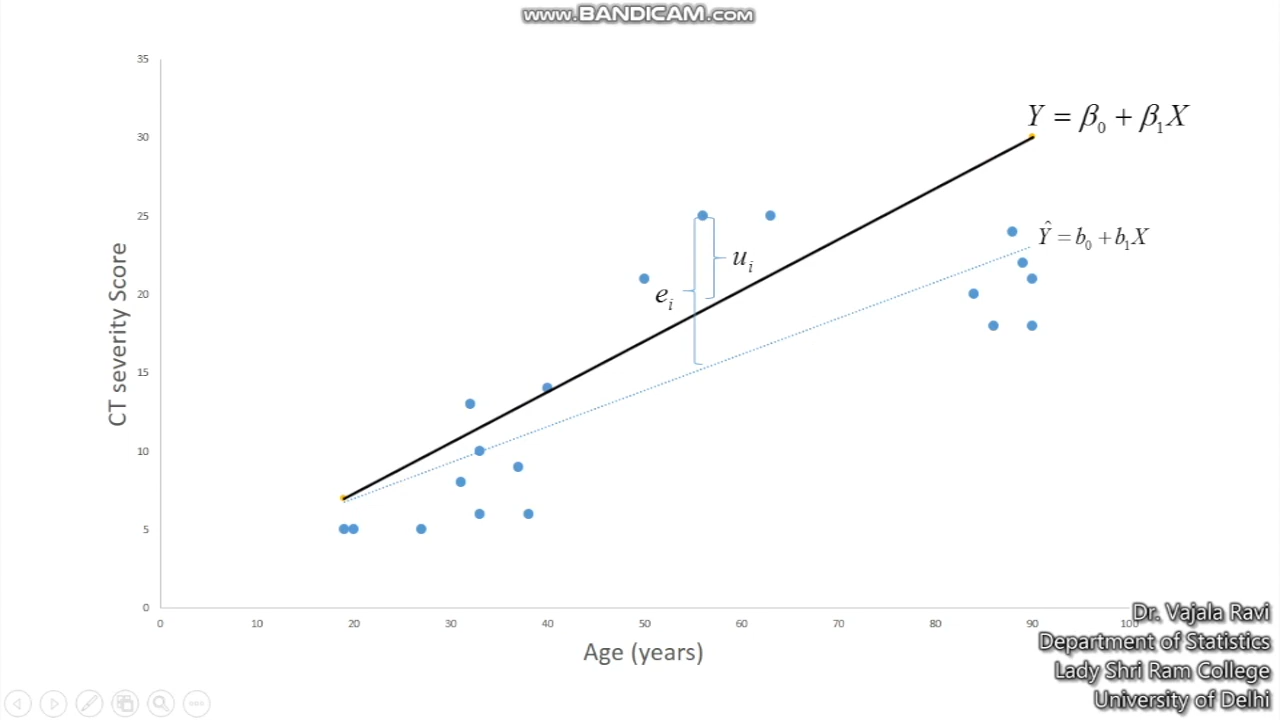 www.BANDICAM.com
35
30
25
20
15
10
5
0
CT severity Score
Y = β₀ + β₁X
Ŷ = b₀ + b₁X
uᵢ
eᵢ
0 10 20 30 40 50 60 70 80 90 100
Age (years)
Dr. Vajala Ravi
Department of Statistics
Lady Shri Ram College
University of Delhi